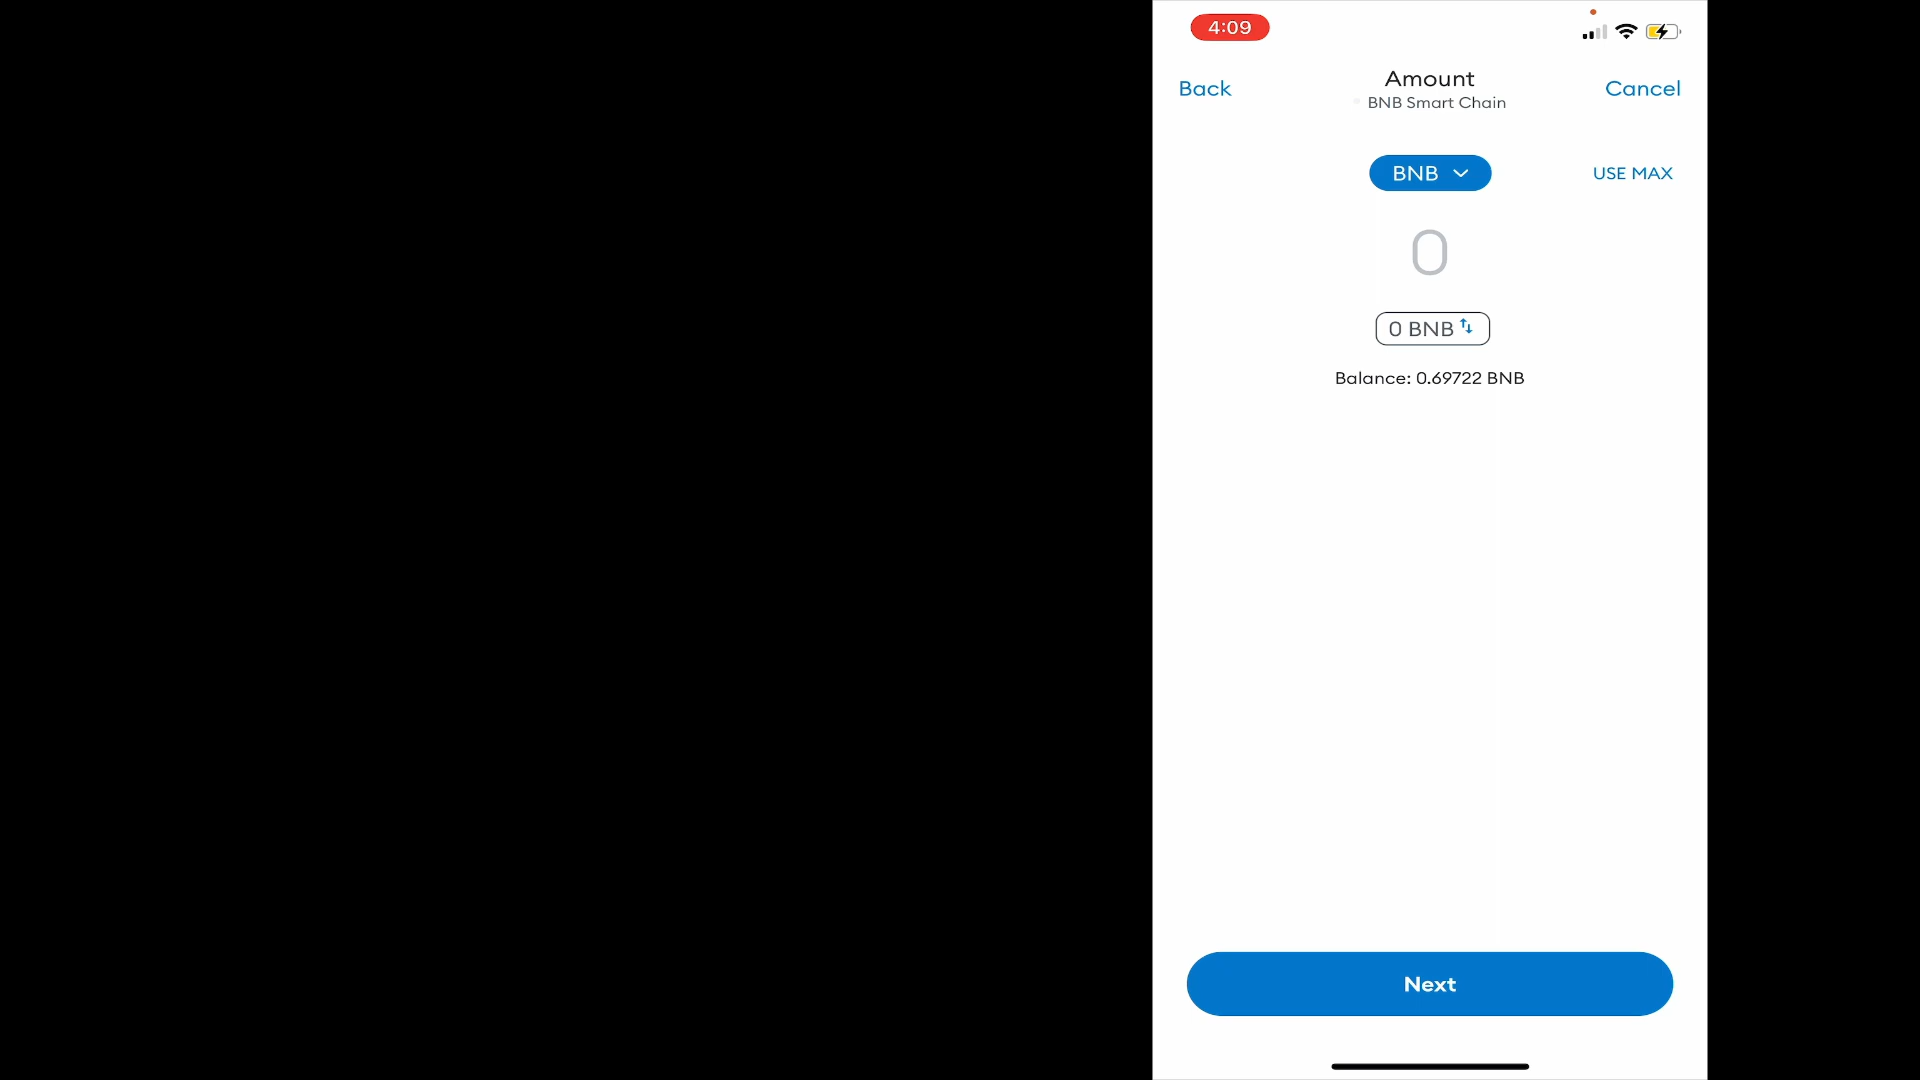 4:09
Back
Amount
Cancel
BNB Smart Chain
BNB
USE MAX
0
0 BNB
Balance: 0.69722 BNB
Next